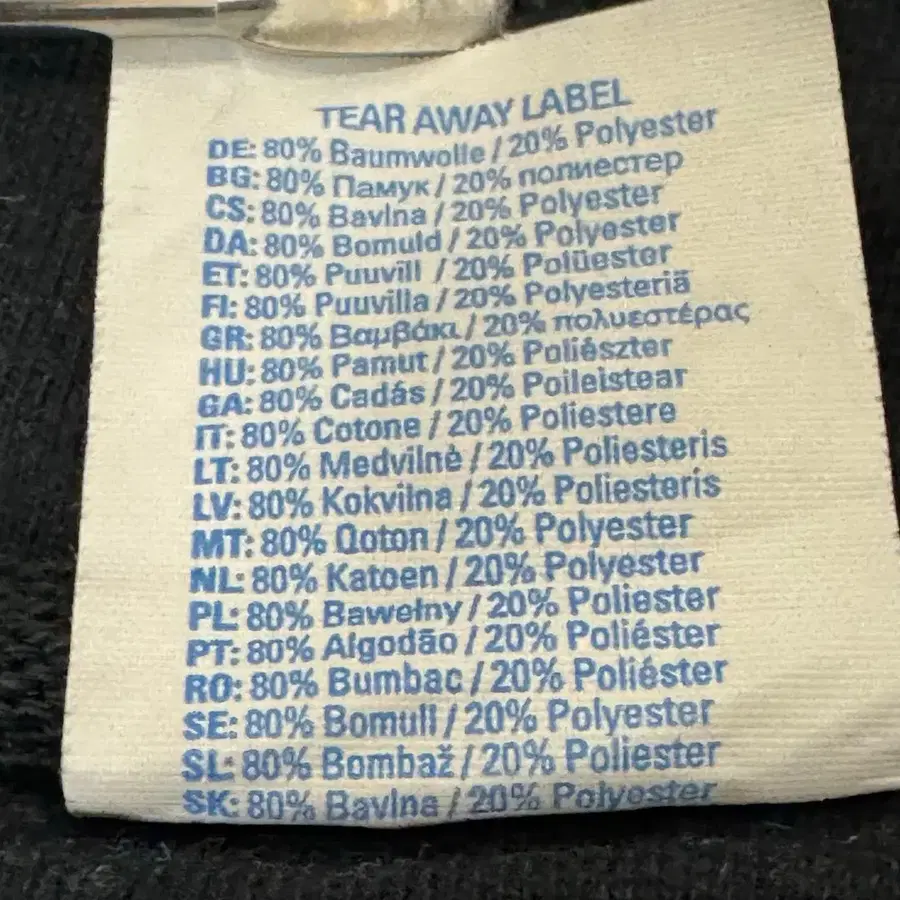 TEAR AWAY LABEL
DE: 80% Baumwolle / 20% Polyester
BG: 80% Памук / 20% полиестер
CS: 80% Bavlna / 20% Polyester
DA: 80% Bomuld / 20% Polyester
ET: 80% Puuvill / 20% Polüester
FI: 80% Puuvilla / 20% Polyesteriä
GR: 80% Βαμβάκι / 20% πολυεστέρας
HU: 80% Pamut / 20% Poliészter
GA: 80% Cadás / 20% Poileistear
IT: 80% Cotone / 20% Poliestere
LT: 80% Medvilnė / 20% Poliesteris
LV: 80% Kokvilna / 20% Poliesteris
MT: 80% Qoton / 20% Polyester
NL: 80% Katoen / 20% Polyester
PL: 80% Bawełny / 20% Poliester
PT: 80% Algodão / 20% Poliéster
RO: 80% Bumbac / 20% Poliéster
SE: 80% Bomull / 20% Polyester
SL: 80% Bombaž / 20% Poliester
SK: 80% Bavlna / 20% Polyester